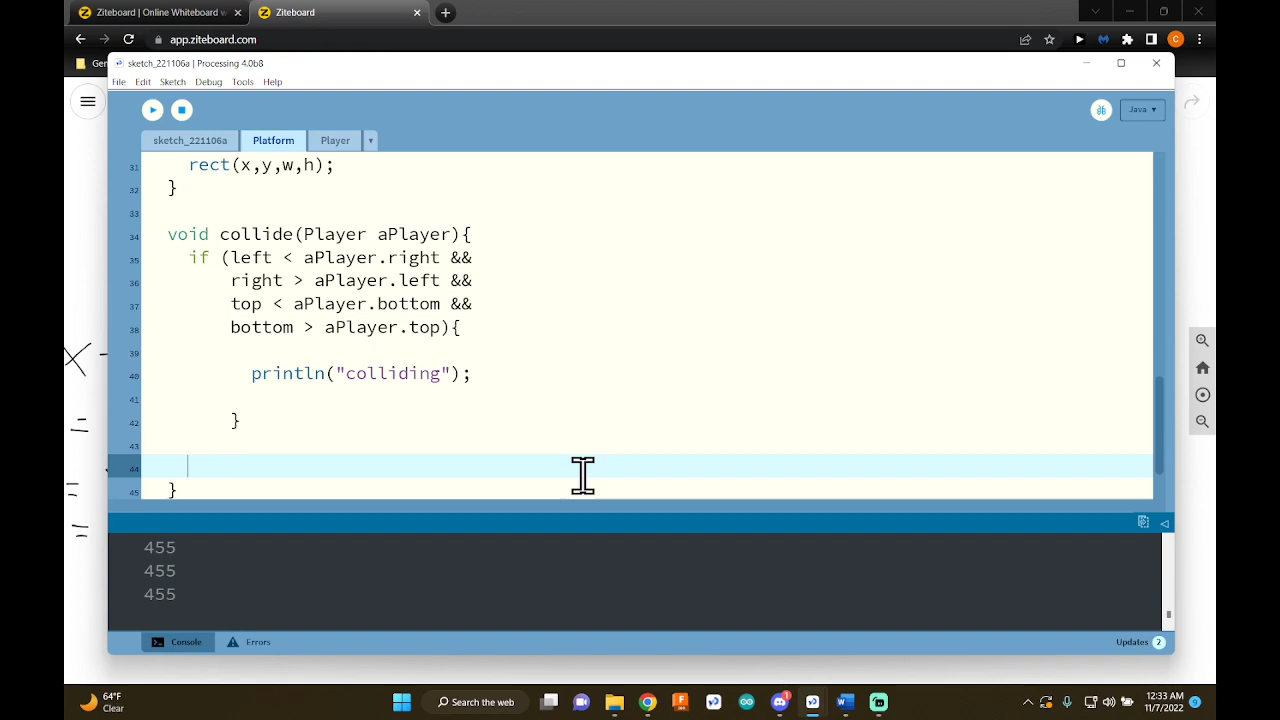 Ziteboard | Online Whiteboard w
Ziteboard
app.ziteboard.com
Gen
sketch_221106a | Processing 4.0b8
File Edit Sketch Debug Tools Help
Java
sketch_221106a Platform Player
31 rect(x,y,w,h);
32 }
33
34 void collide(Player aPlayer){
35 if (left < aPlayer.right &&
36 right > aPlayer.left &&
37 top < aPlayer.bottom &&
38 bottom > aPlayer.top){
39
40 println("colliding");
41
42 }
43
44
45 }
455
455
455
Console Errors
Updates 2
X -
=
=
=
64°F
Clear
Search the web
1
12:33 AM
11/7/2022
9